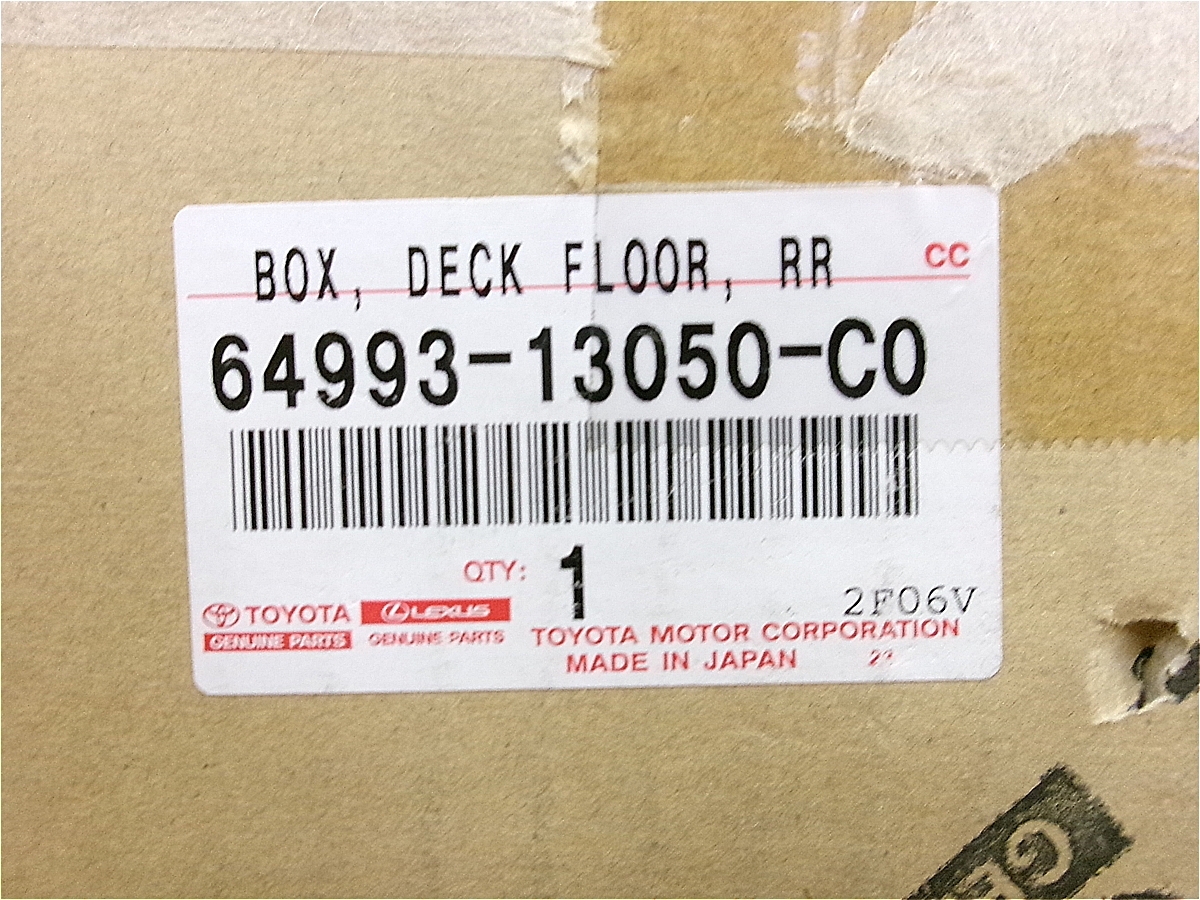 BOX, DECK FLOOR, RR CC
64993-13050-C0
QTY: 1
2F06V
TOYOTA LEXUS
GENUINE PARTS GENUINE PARTS
TOYOTA MOTOR CORPORATION
MADE IN JAPAN
G